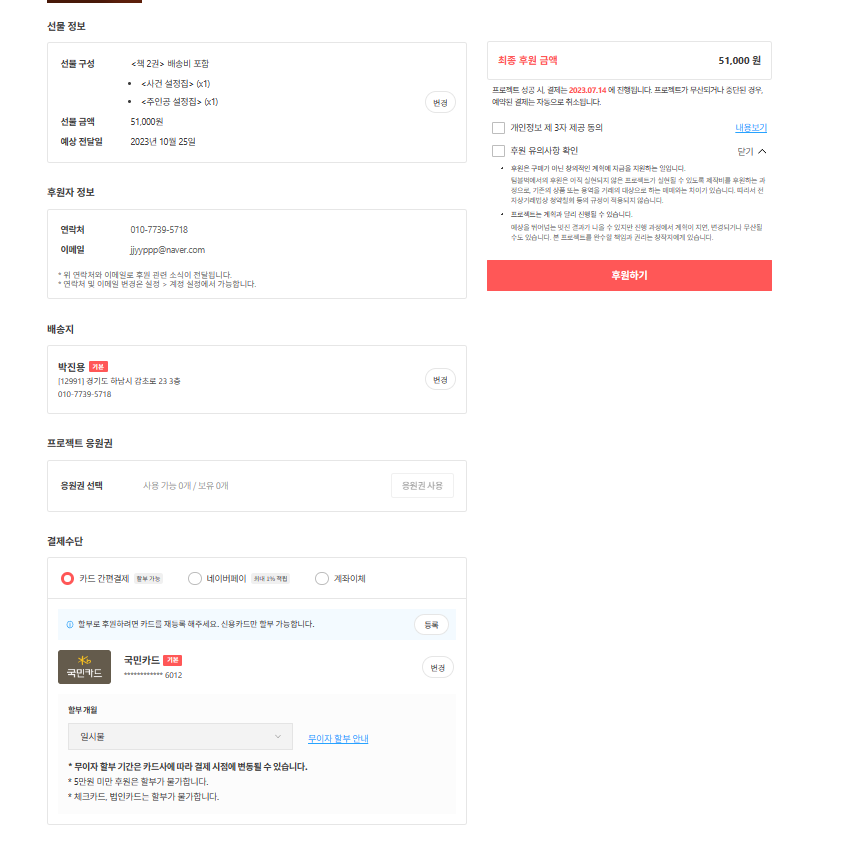 선물 정보
선물 구성 <책 2권> 배송비 포함
• <사건 설정집> (x1)
• <주인공 설정집> (x1)
변경
선물 금액 51,000원
예상 전달일 2023년 10월 25일
후원자 정보
연락처 010-7739-5718
이메일 jjyyppp@naver.com
* 위 연락처와 이메일로 후원 관련 소식이 전달됩니다.
* 연락처 및 이메일 변경은 설정 > 계정 설정에서 가능합니다.
배송지
박진용 기본
[12991] 경기도 하남시 감초로 23 3층
변경
010-7739-5718
프로젝트 응원권
응원권 선택 사용 가능 0개 / 보유 0개 응원권 사용
결제수단
카드 간편결제 할부 가능 네이버페이 최대 1% 적립 계좌이체
할부로 후원하려면 카드를 재등록 해주세요. 신용카드만 할부 가능합니다. 등록
국민카드
국민카드 기본
************ 6012
변경
할부 개월
일시불 무이자 할부 안내
* 무이자 할부 기간은 카드사에 따라 결제 시점에 변동될 수 있습니다.
* 5만원 미만 후원은 할부가 불가합니다.
* 체크카드, 법인카드는 할부가 불가합니다.
최종 후원 금액 51,000 원
프로젝트 성공 시, 결제는 2023.07.14 에 진행됩니다. 프로젝트가 무산되거나 중단된 경우,
예약된 결제는 자동으로 취소됩니다.
개인정보 제 3자 제공 동의 내용보기
후원 유의사항 확인 닫기
• 후원은 구매가 아닌 창의적인 계획에 자금을 지원하는 일입니다.
텀블벅에서의 후원은 아직 실현되지 않은 프로젝트가 실현될 수 있도록 제작비를 후원하는 과
정으로, 기존의 상품 또는 용역을 거래의 대상으로 하는 매매와는 차이가 있습니다. 따라서 전
자상거래법상 청약철회 등의 규정이 적용되지 않습니다.
• 프로젝트는 계획과 달리 진행될 수 있습니다.
예상을 뛰어넘는 멋진 결과가 나올 수 있지만 진행 과정에서 계획이 지연, 변경되거나 무산될
수도 있습니다. 본 프로젝트를 완수할 책임과 권리는 창작자에게 있습니다.
후원하기